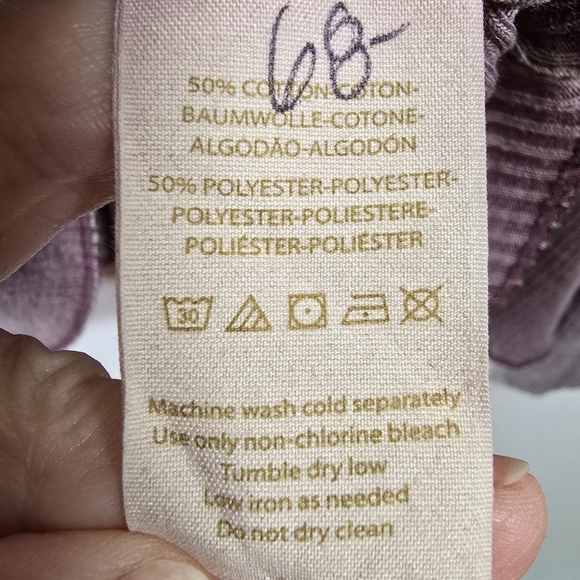 68-
50% COTTON-COTON-
BAUMWOLLE-COTONE-
ALGODÃO-ALGODÓN
50% POLYESTER-POLYESTER-
POLYESTER-POLIESTERE-
POLIÉSTER-POLIÉSTER
30
Machine wash cold separately
Use only non-chlorine bleach
Tumble dry low
Low iron as needed
Do not dry clean